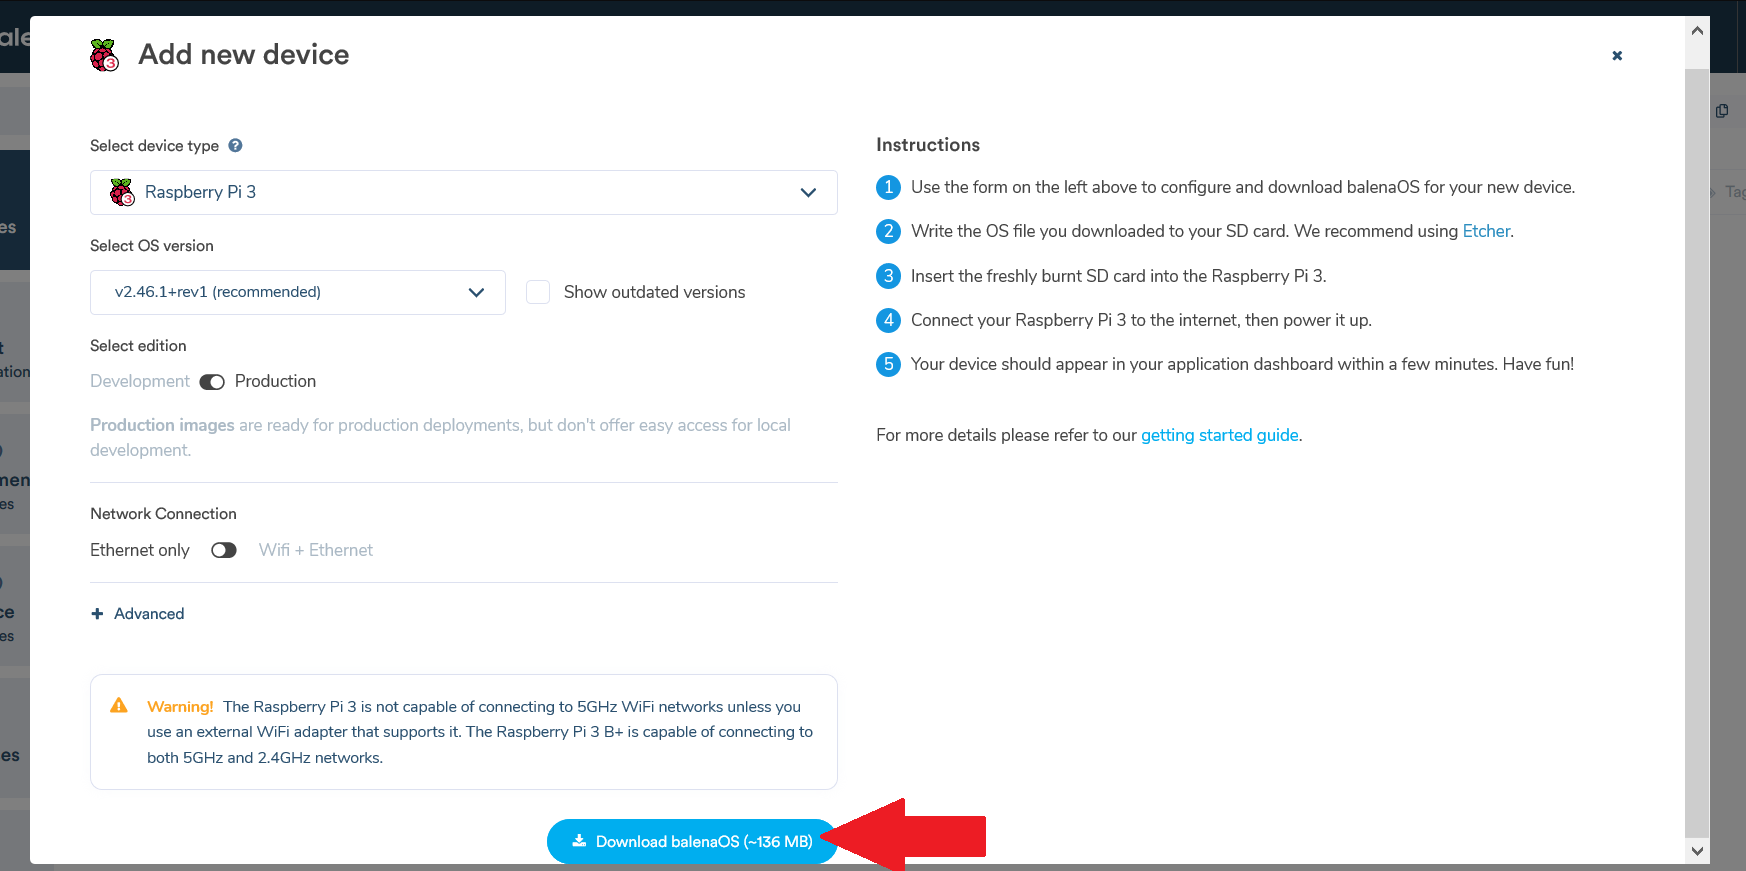 Add new device
Select device type
Raspberry Pi 3
Select OS version
v2.46.1+rev1 (recommended)
Show outdated versions
Select edition
Development
Production
Production images are ready for production deployments, but don't offer easy access for local
development.
Network Connection
Ethernet only
Wifi + Ethernet
+ Advanced
Warning! The Raspberry Pi 3 is not capable of connecting to 5GHz WiFi networks unless you
use an external WiFi adapter that supports it. The Raspberry Pi 3 B+ is capable of connecting to
both 5GHz and 2.4GHz networks.
Download balenaOS (~136 MB)
Instructions
1 Use the form on the left above to configure and download balenaOS for your new device.
2 Write the OS file you downloaded to your SD card. We recommend using Etcher.
3 Insert the freshly burnt SD card into the Raspberry Pi 3.
4 Connect your Raspberry Pi 3 to the internet, then power it up.
5 Your device should appear in your application dashboard within a few minutes. Have fun!
For more details please refer to our getting started guide.